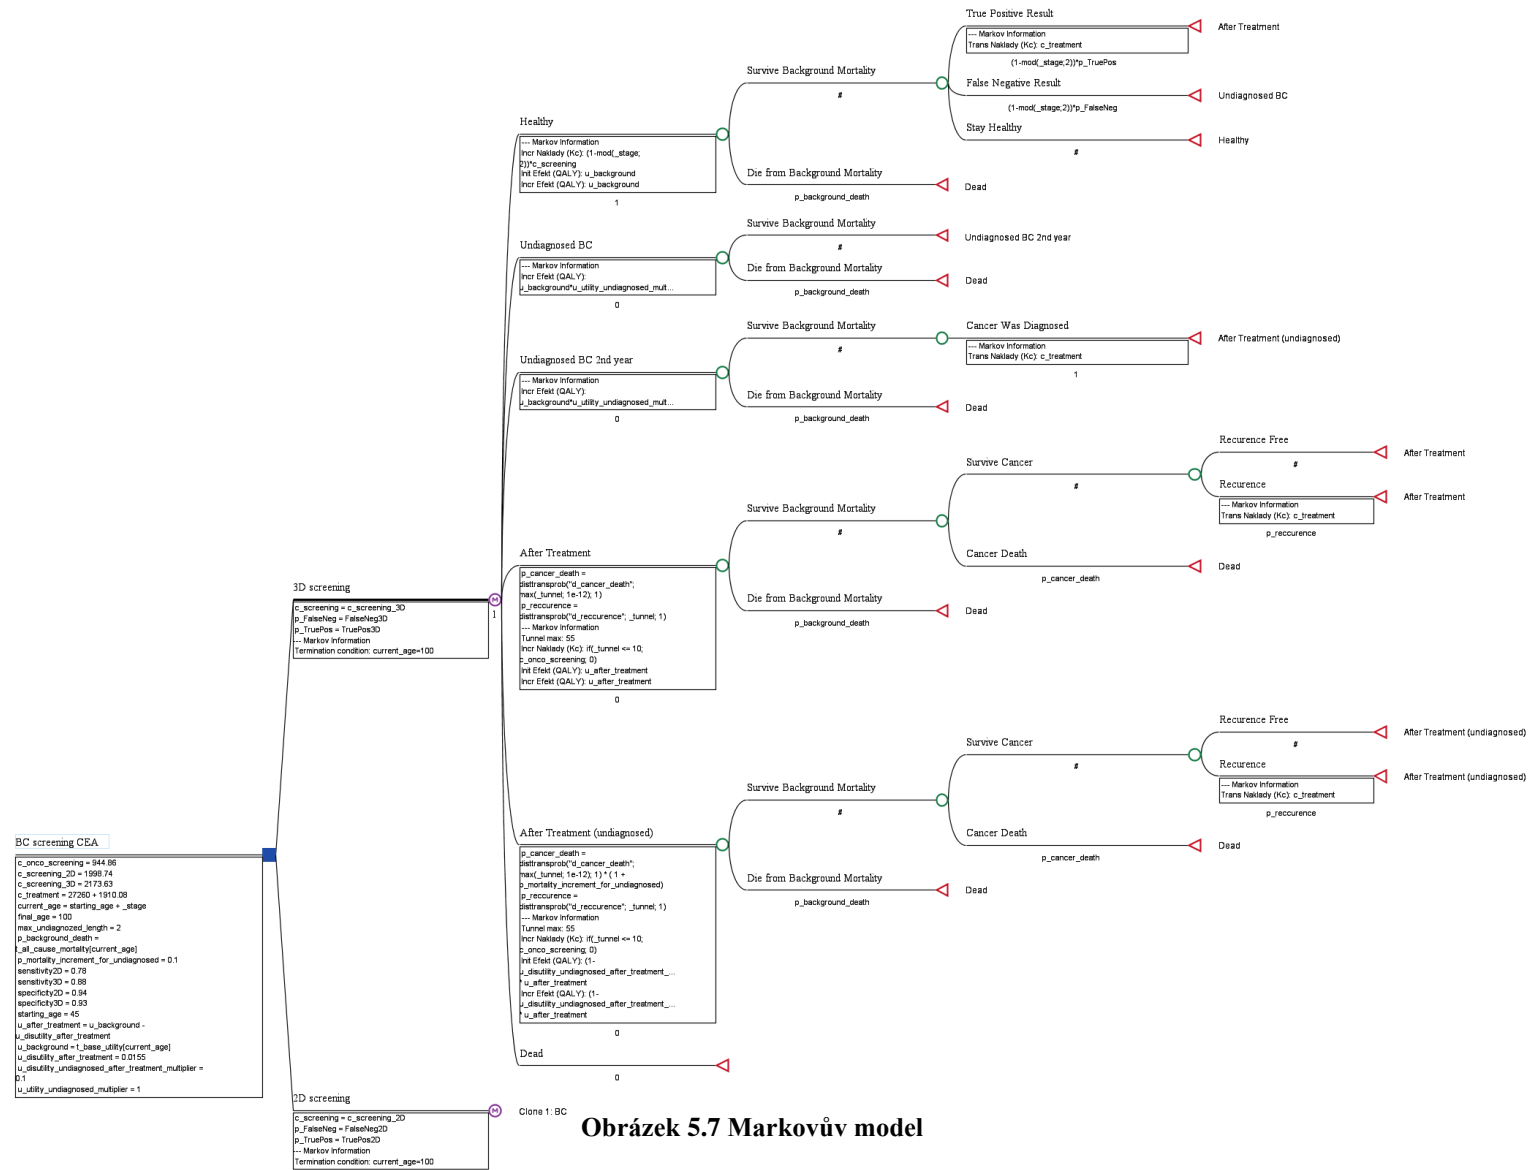 BC screening CEA
c_onco_screening = 944.86
c_screening_2D = 1998.74
c_screening_3D = 2173.63
c_treatment = 27260 + 1910.08
current_age = starting_age + _stage
final_age = 100
max_undiagnozed_length = 2
p_background_death =
t_all_cause_mortality[current_age]
p_mortality_increment_for_undiagnosed = 0.1
sensitivity2D = 0.78
sensitivity3D = 0.88
specificity2D = 0.94
specificity3D = 0.93
starting_age = 45
u_after_treatment = u_background -
u_disutility_after_treatment
u_background = t_base_utility[current_age]
u_disutility_after_treatment = 0.0155
u_disutility_undiagnosed_after_treatment_multiplier =
0.1
u_utility_undiagnosed_multiplier = 1
3D screening
c_screening = c_screening_3D
p_FalseNeg = FalseNeg3D
p_TruePos = TruePos3D
--- Markov Information
Termination condition: current_age=100
M
1
Healthy
--- Markov Information
Incr Naklady (Kc): (1-mod(_stage;
2))*c_screening
Init Efekt (QALY): u_background
Incr Efekt (QALY): u_background
1
Survive Background Mortality
#
True Positive Result
--- Markov Information
Trans Naklady (Kc): c_treatment
(1-mod(_stage;2))*p_TruePos
After Treatment
False Negative Result
(1-mod(_stage;2))*p_FalseNeg
Undiagnosed BC
Stay Healthy
#
Healthy
Die from Background Mortality
p_background_death
Dead
Undiagnosed BC
--- Markov Information
Incr Efekt (QALY):
u_background*u_utility_undiagnosed_mult...
0
Survive Background Mortality
#
Undiagnosed BC 2nd year
Die from Background Mortality
p_background_death
Dead
Undiagnosed BC 2nd year
--- Markov Information
Incr Efekt (QALY):
u_background*u_utility_undiagnosed_mult...
0
Survive Background Mortality
#
Cancer Was Diagnosed
--- Markov Information
Trans Naklady (Kc): c_treatment
1
After Treatment (undiagnosed)
Die from Background Mortality
p_background_death
Dead
After Treatment
p_cancer_death =
disttransprob("d_cancer_death";
max(_tunnel; 1e-12); 1)
p_reccurence =
disttransprob("d_reccurence"; _tunnel; 1)
--- Markov Information
Tunnel max: 55
Incr Naklady (Kc): if(_tunnel <= 10;
c_onco_screening; 0)
Init Efekt (QALY): u_after_treatment
Incr Efekt (QALY): u_after_treatment
0
Survive Background Mortality
#
Survive Cancer
#
Recurence Free
#
After Treatment
Recurence
--- Markov Information
Trans Naklady (Kc): c_treatment
p_reccurence
After Treatment
Cancer Death
p_cancer_death
Dead
Die from Background Mortality
p_background_death
Dead
After Treatment (undiagnosed)
p_cancer_death =
disttransprob("d_cancer_death";
max(_tunnel; 1e-12); 1) * ( 1 +
p_mortality_increment_for_undiagnosed)
p_reccurence =
disttransprob("d_reccurence"; _tunnel; 1)
--- Markov Information
Tunnel max: 55
Incr Naklady (Kc): if(_tunnel <= 10;
c_onco_screening; 0)
Init Efekt (QALY): (1-
u_disutility_undiagnosed_after_treatment_...
* u_after_treatment
Incr Efekt (QALY): (1-
u_disutility_undiagnosed_after_treatment_...
* u_after_treatment
0
Survive Background Mortality
#
Survive Cancer
#
Recurence Free
#
After Treatment (undiagnosed)
Recurence
--- Markov Information
Trans Naklady (Kc): c_treatment
p_reccurence
After Treatment (undiagnosed)
Cancer Death
p_cancer_death
Dead
Die from Background Mortality
p_background_death
Dead
Dead
0
2D screening
c_screening = c_screening_2D
p_FalseNeg = FalseNeg2D
p_TruePos = TruePos2D
--- Markov Information
Termination condition: current_age=100
M
Clone 1: BC
Obrázek 5.7 Markovův model